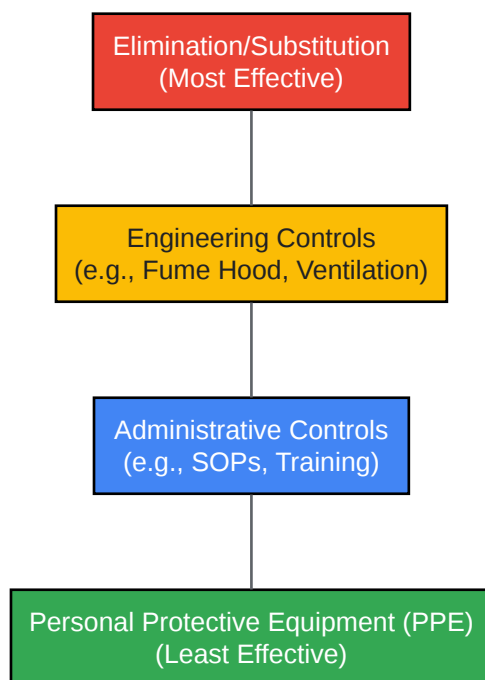 Elimination/Substitution
(Most Effective)
Engineering Controls
(e.g., Fume Hood, Ventilation)
Administrative Controls
(e.g., SOPs, Training)
Personal Protective Equipment (PPE)
(Least Effective)